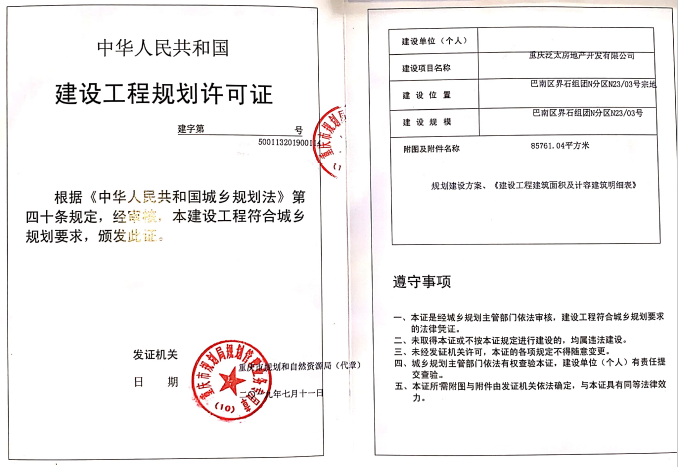 中华人民共和国
建设工程规划许可证
建字第 号
根据《中华人民共和国城乡规划法》第
四十条规定，经审核，本建设工程符合城乡
规划要求，颁发此证。
发证机关
重庆市规划和自然资源局（代章）
日 期
建设单位（个人）
重庆泛太房地产开发有限公司
建设项目名称
巴南区界石组团N分区N23/03号宗地
建设位置
巴南区界石组团N分区N23/03号
建设规模
85761.04平方米
附图及附件名称
规划建设方案、《建设工程建筑面积及计容建筑明细表》
遵守事项
一、本证是经城乡规划主管部门依法审核，建设工程符合城乡规划要求
的法律凭证。
二、未取得本证或不按本证规定进行建设的，均属违法建设。
三、未经发证机关许可，本证的各项规定不得随意变更。
四、城乡规划主管部门依法有权查验本证，建设单位（个人）有责任提
交查验。
五、本证所需附图与附件由发证机关依法确定，与本证具有同等法律效
力。